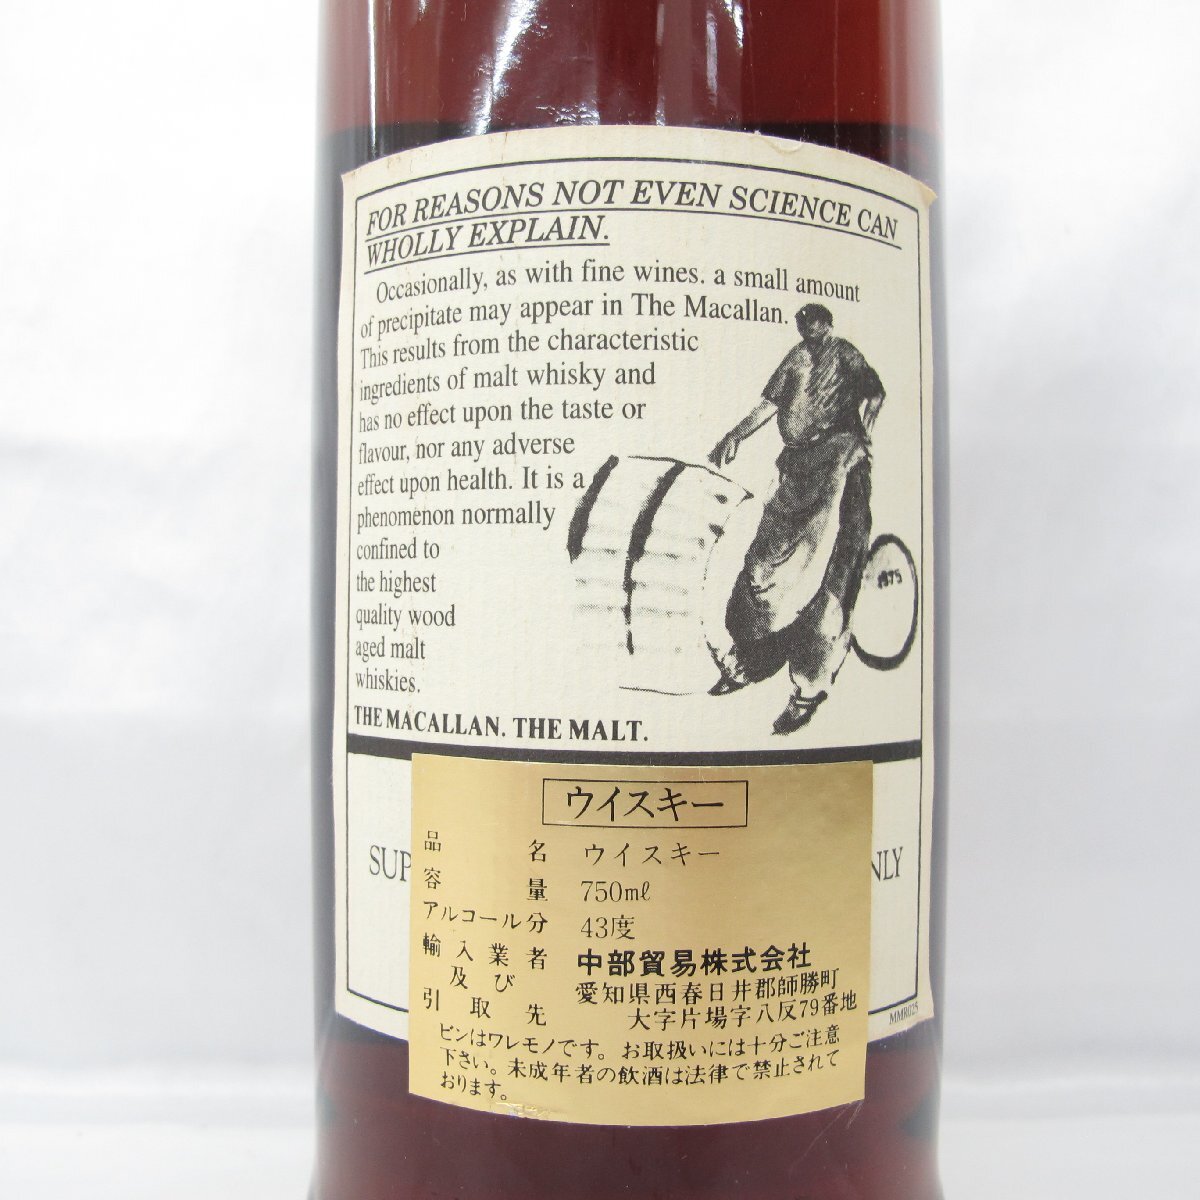 FOR REASONS NOT EVEN SCIENCE CAN
WHOLLY EXPLAIN.
Occasionally, as with fine wines. a small amount
of precipitate may appear in The Macallan.
This results from the characteristic
ingredients of malt whisky and
has no effect upon the taste or
flavour, nor any adverse
effect upon health. It is a
phenomenon normally
confined to
the highest
quality wood
aged malt
whiskies.
1875
THE MACALLAN. THE MALT.
ウイスキー
品名 ウイスキー
容量 750mℓ
アルコール分 43度
輸入業者 中部貿易株式会社
及び 愛知県西春日井郡師勝町
引取先 大字片場字八反79番地
ビンはワレモノです。お取扱いには十分ご注意
下さい。未成年者の飲酒は法律で禁止されて
おります。
MMR025